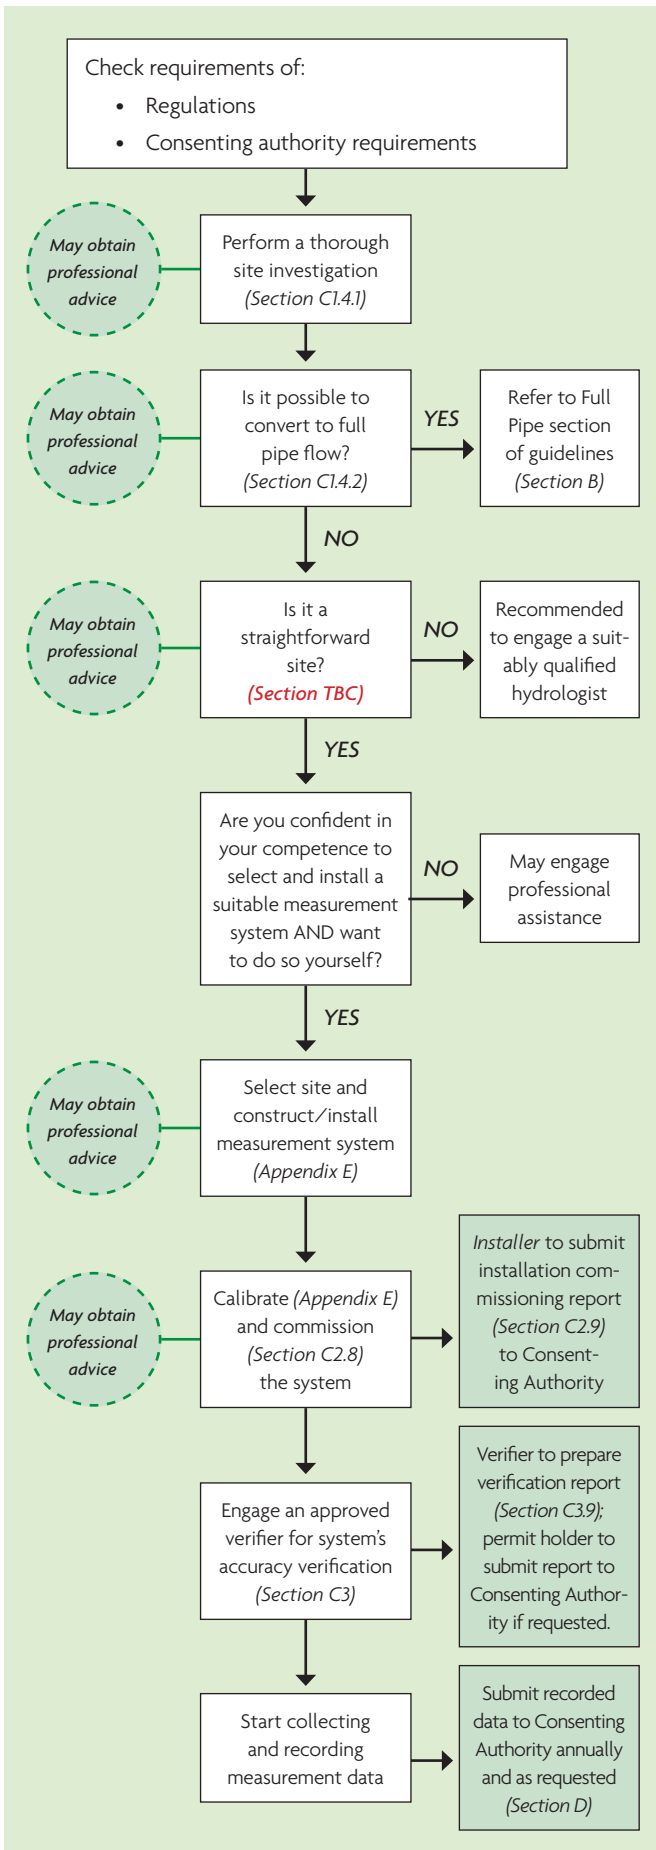 Check requirements of:
• Regulations
• Consenting authority requirements
May obtain
professional
advice
Perform a thorough
site investigation
(Section C1.4.1)
May obtain
professional
advice
Is it possible to
convert to full
pipe flow?
(Section C1.4.2)
YES
Refer to Full
Pipe section
of guidelines
(Section B)
NO
May obtain
professional
advice
Is it a
straightforward
site?
(Section TBC)
NO
Recommended
to engage a suit-
ably qualified
hydrologist
YES
Are you confident in
your competence to
select and install a
suitable measurement
system AND want
to do so yourself?
NO
May engage
professional
assistance
YES
May obtain
professional
advice
Select site and
construct/install
measurement system
(Appendix E)
May obtain
professional
advice
Calibrate (Appendix E)
and commission
(Section C2.8)
the system
Installer to submit
installation com-
missioning report
(Section C2.9)
to Consent-
ing Authority
Engage an approved
verifier for system's
accuracy verification
(Section C3)
Verifier to prepare
verification report
(Section C3.9);
permit holder to
submit report to
Consenting Author-
ity if requested.
Start collecting
and recording
measurement data
Submit recorded
data to Consenting
Authority annually
and as requested
(Section D)